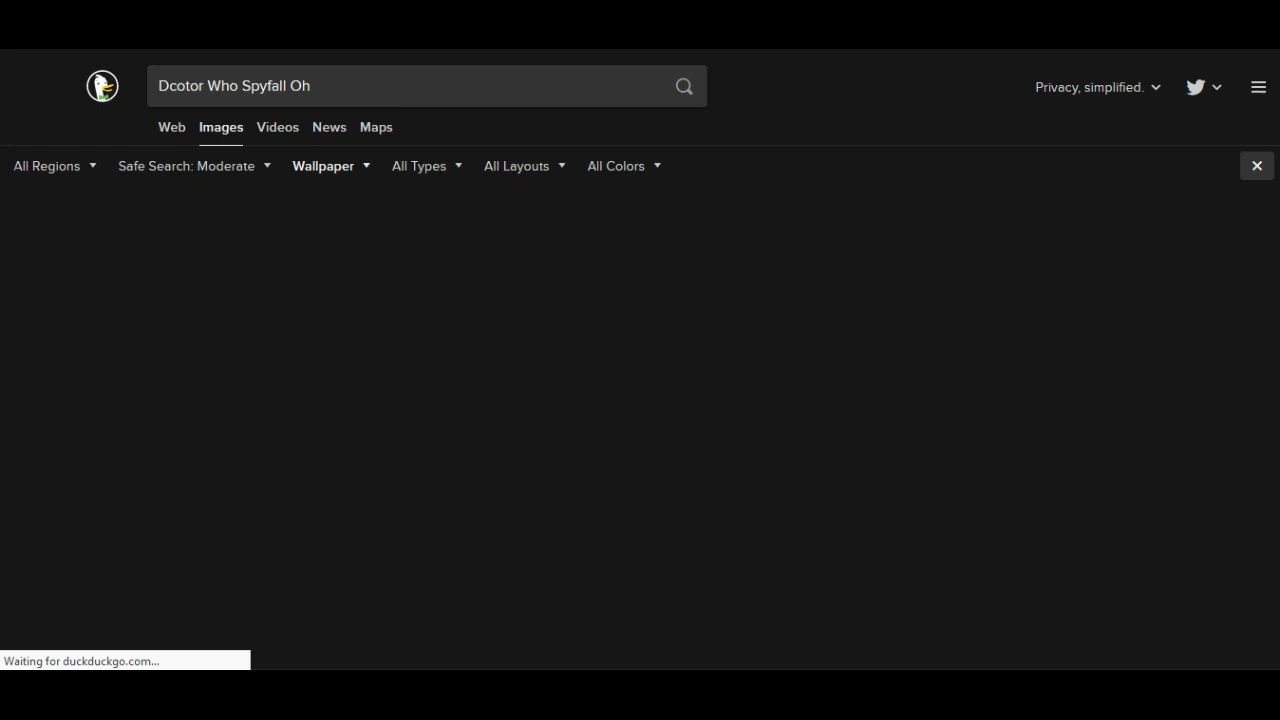 Dcotor Who Spyfall Oh
Privacy, simplified.
Web Images Videos News Maps
All Regions Safe Search: Moderate Wallpaper All Types All Layouts All Colors
Waiting for duckduckgo.com...